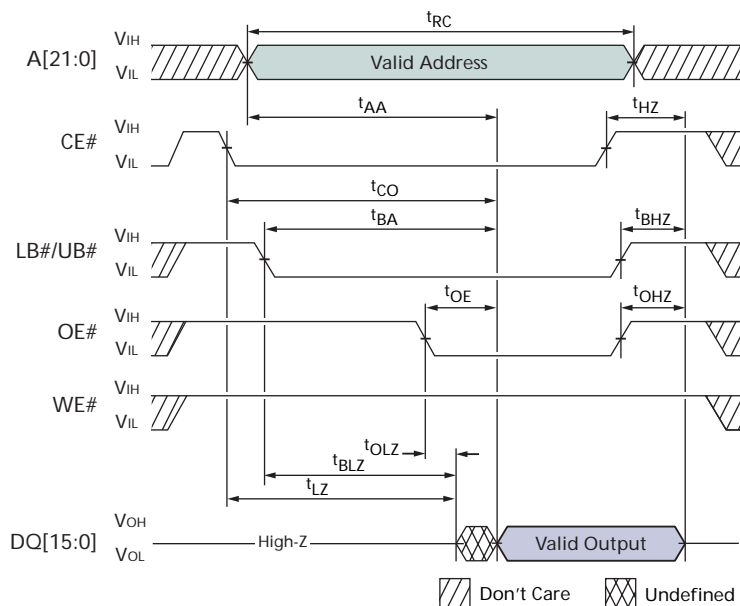 tRC
A[21:0] VIH VIL Valid Address
tAA tHZ
CE# VIH VIL
tCO
tBA tBHZ
LB#/UB# VIH VIL
tOE tOHZ
OE# VIH VIL
WE# VIH VIL
tOLZ
tBLZ
tLZ
DQ[15:0] VOH VOL High-Z Valid Output
Don't Care Undefined